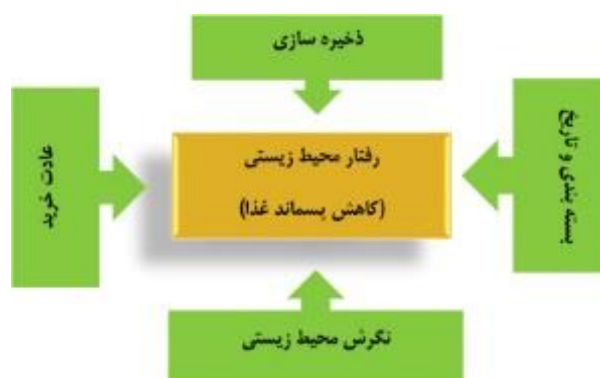 ذخیره سازی
بسته بندی و تاریخ
رفتار محیط زیستی
(کاهش پسماند غذا)
عادت خرید
نگرش محیط زیستی